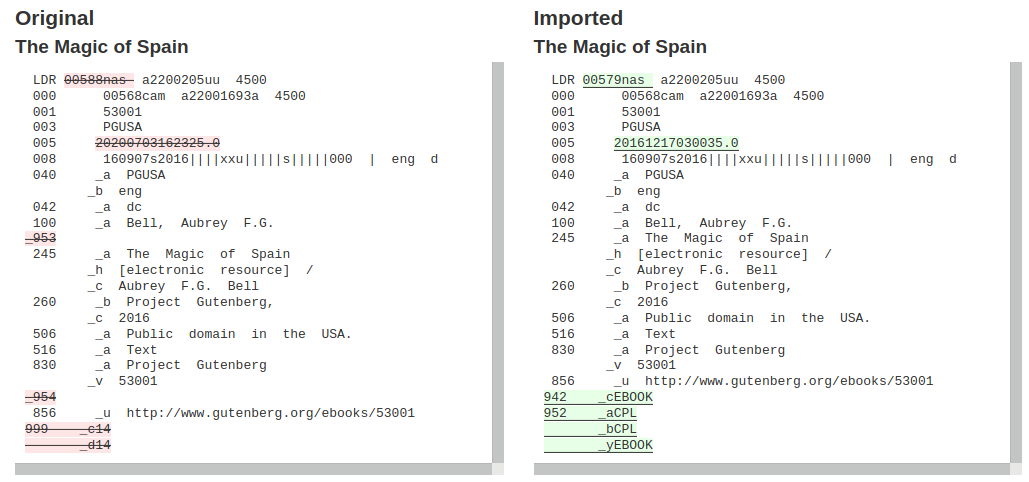 Original
The Magic of Spain
LDR 00588nas a2200205uu 4500
000 00568cam a22001693a 4500
001 53001
003 PGUSA
005 20200703162325.0
008 160907s2016||||xxu|||||s|||||000 | eng d
040 _a PGUSA
_b eng
042 _a dc
100 _a Bell, Aubrey F.G.
_953
245 _a The Magic of Spain
_h [electronic resource] /
_c Aubrey F.G. Bell
260 _b Project Gutenberg,
_c 2016
506 _a Public domain in the USA.
516 _a Text
830 _a Project Gutenberg
_v 53001
_954
856 _u http://www.gutenberg.org/ebooks/53001
999 _c14
_d14
Imported
The Magic of Spain
LDR 00579nas a2200205uu 4500
000 00568cam a22001693a 4500
001 53001
003 PGUSA
005 20161217030035.0
008 160907s2016||||xxu|||||s|||||000 | eng d
040 _a PGUSA
_b eng
042 _a dc
100 _a Bell, Aubrey F.G.
245 _a The Magic of Spain
_h [electronic resource] /
_c Aubrey F.G. Bell
260 _b Project Gutenberg,
_c 2016
506 _a Public domain in the USA.
516 _a Text
830 _a Project Gutenberg
_v 53001
856 _u http://www.gutenberg.org/ebooks/53001
942 _cEBOOK
952 _aCPL
_bCPL
_yEBOOK